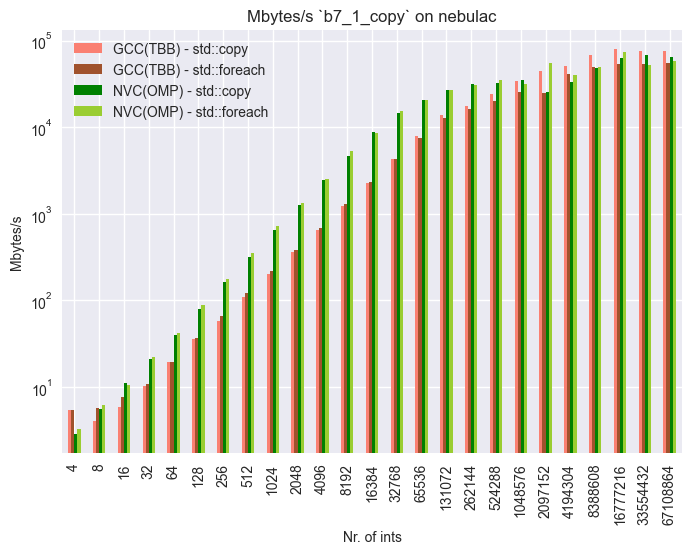 Mbytes/s `b7_1_copy` on nebulac
GCC(TBB) - std::copy
GCC(TBB) - std::foreach
NVC(OMP) - std::copy
NVC(OMP) - std::foreach
10^5
10^4
10^3
10^2
10^1
Mbytes/s
4 8 16 32 64 128 256 512 1024 2048 4096 8192 16384 32768 65536 131072 262144 524288 1048576 2097152 4194304 8388608 16777216 33554432 67108864
Nr. of ints